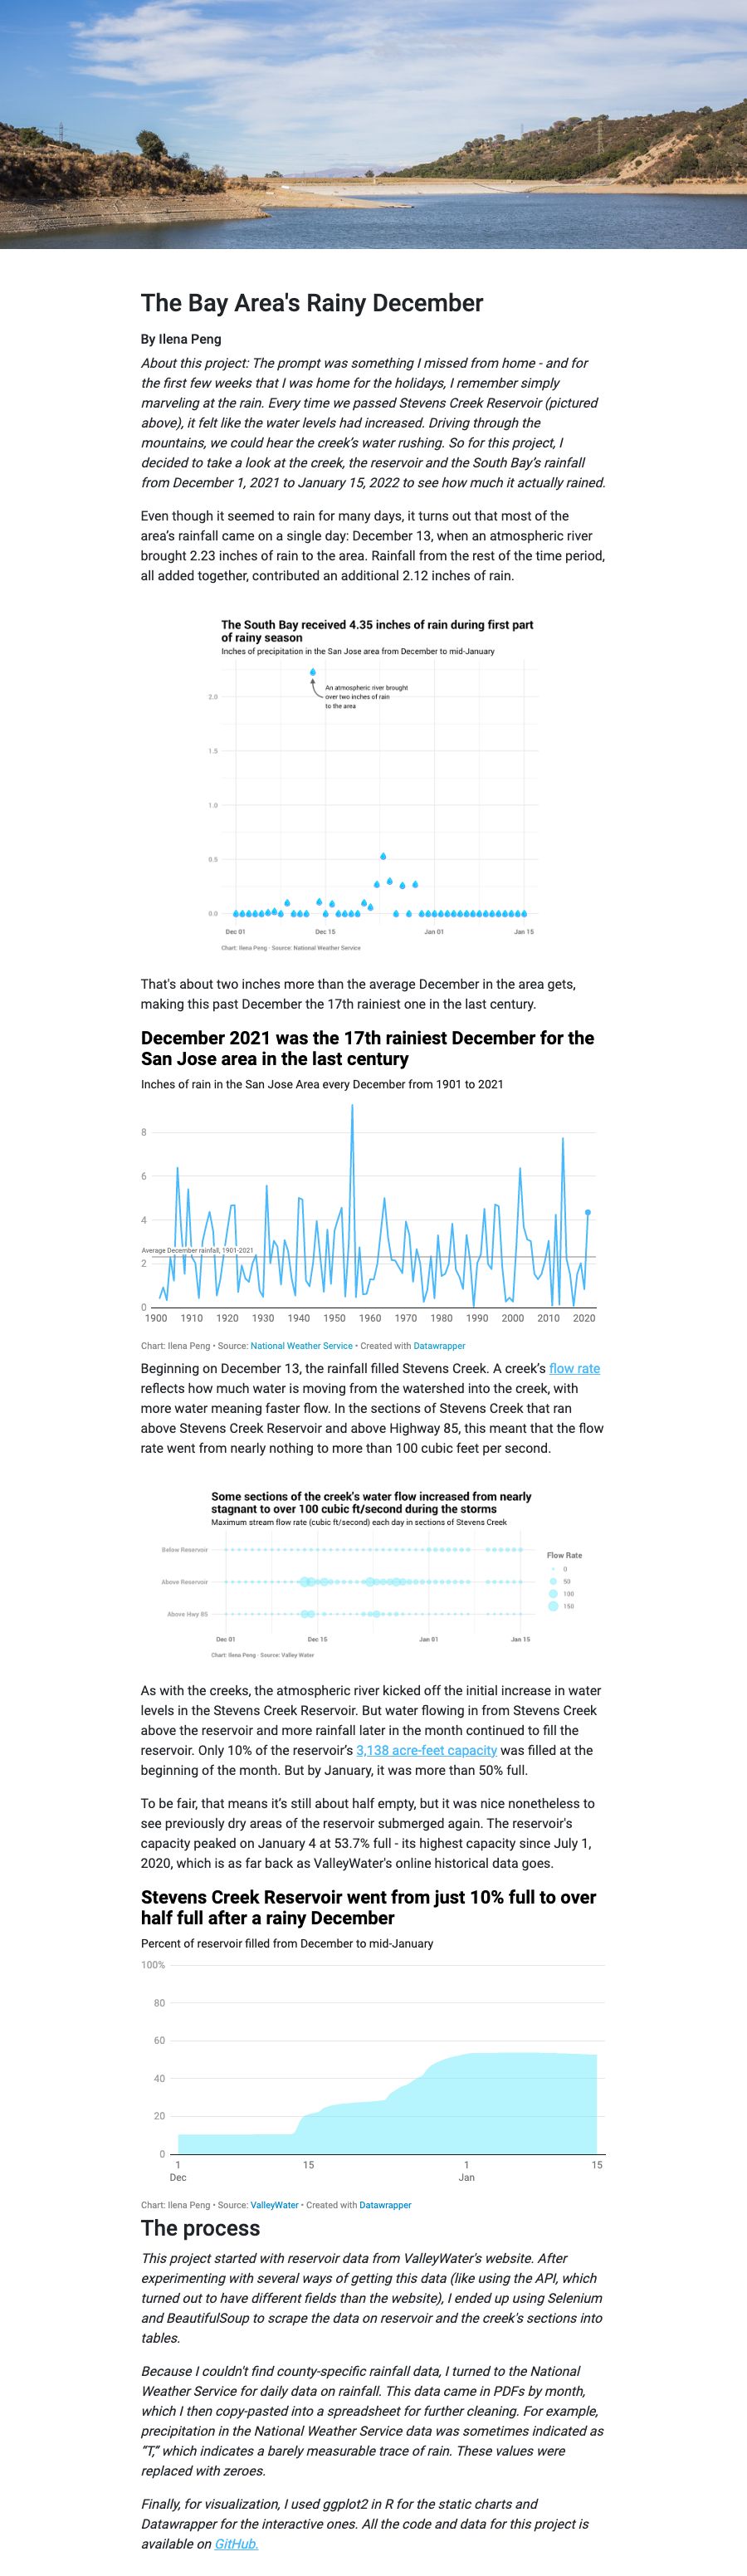 The Bay Area's Rainy December
By Ilena Peng
About this project: The prompt was something I missed from home - and for
the first few weeks that I was home for the holidays, I remember simply
marveling at the rain. Every time we passed Stevens Creek Reservoir (pictured
above), it felt like the water levels had increased. Driving through the
mountains, we could hear the creek's water rushing. So for this project, I
decided to take a look at the creek, the reservoir and the South Bay's rainfall
from December 1, 2021 to January 15, 2022 to see how much it actually rained.
Even though it seemed to rain for many days, it turns out that most of the
area's rainfall came on a single day: December 13, when an atmospheric river
brought 2.23 inches of rain to the area. Rainfall from the rest of the time period,
all added together, contributed an additional 2.12 inches of rain.
The South Bay received 4.35 inches of rain during first part
of rainy season
Inches of precipitation in the San Jose area from December to mid-January
An atmospheric river brought
over two inches of rain
to the area
2.0
1.5
1.0
0.5
0.0
Dec 01 Dec 15 Jan 01 Jan 15
Chart: Ilena Peng · Source: National Weather Service
That's about two inches more than the average December in the area gets,
making this past December the 17th rainiest one in the last century.
December 2021 was the 17th rainiest December for the
San Jose area in the last century
Inches of rain in the San Jose Area every December from 1901 to 2021
8
6
4
Average December rainfall, 1901-2021
2
0
1900 1910 1920 1930 1940 1950 1960 1970 1980 1990 2000 2010 2020
Chart: Ilena Peng • Source: National Weather Service • Created with Datawrapper
Beginning on December 13, the rainfall filled Stevens Creek. A creek's flow rate
reflects how much water is moving from the watershed into the creek, with
more water meaning faster flow. In the sections of Stevens Creek that ran
above Stevens Creek Reservoir and above Highway 85, this meant that the flow
rate went from nearly nothing to more than 100 cubic feet per second.
Some sections of the creek's water flow increased from nearly
stagnant to over 100 cubic ft/second during the storms
Maximum stream flow rate (cubic ft/second) each day in sections of Stevens Creek
Below Reservoir
Above Reservoir
Above Hwy 85
Flow Rate
0
50
100
150
Dec 01 Dec 15 Jan 01 Jan 15
Chart: Ilena Peng · Source: Valley Water
As with the creeks, the atmospheric river kicked off the initial increase in water
levels in the Stevens Creek Reservoir. But water flowing in from Stevens Creek
above the reservoir and more rainfall later in the month continued to fill the
reservoir. Only 10% of the reservoir's 3,138 acre-feet capacity was filled at the
beginning of the month. But by January, it was more than 50% full.
To be fair, that means it's still about half empty, but it was nice nonetheless to
see previously dry areas of the reservoir submerged again. The reservoir's
capacity peaked on January 4 at 53.7% full - its highest capacity since July 1,
2020, which is as far back as ValleyWater's online historical data goes.
Stevens Creek Reservoir went from just 10% full to over
half full after a rainy December
Percent of reservoir filled from December to mid-January
100%
80
60
40
20
0
1 15 1 15
Dec Jan
Chart: Ilena Peng • Source: ValleyWater • Created with Datawrapper
The process
This project started with reservoir data from ValleyWater's website. After
experimenting with several ways of getting this data (like using the API, which
turned out to have different fields than the website), I ended up using Selenium
and BeautifulSoup to scrape the data on reservoir and the creek's sections into
tables.
Because I couldn't find county-specific rainfall data, I turned to the National
Weather Service for daily data on rainfall. This data came in PDFs by month,
which I then copy-pasted into a spreadsheet for further cleaning. For example,
precipitation in the National Weather Service data was sometimes indicated as
"T," which indicates a barely measurable trace of rain. These values were
replaced with zeroes.
Finally, for visualization, I used ggplot2 in R for the static charts and
Datawrapper for the interactive ones. All the code and data for this project is
available on GitHub.